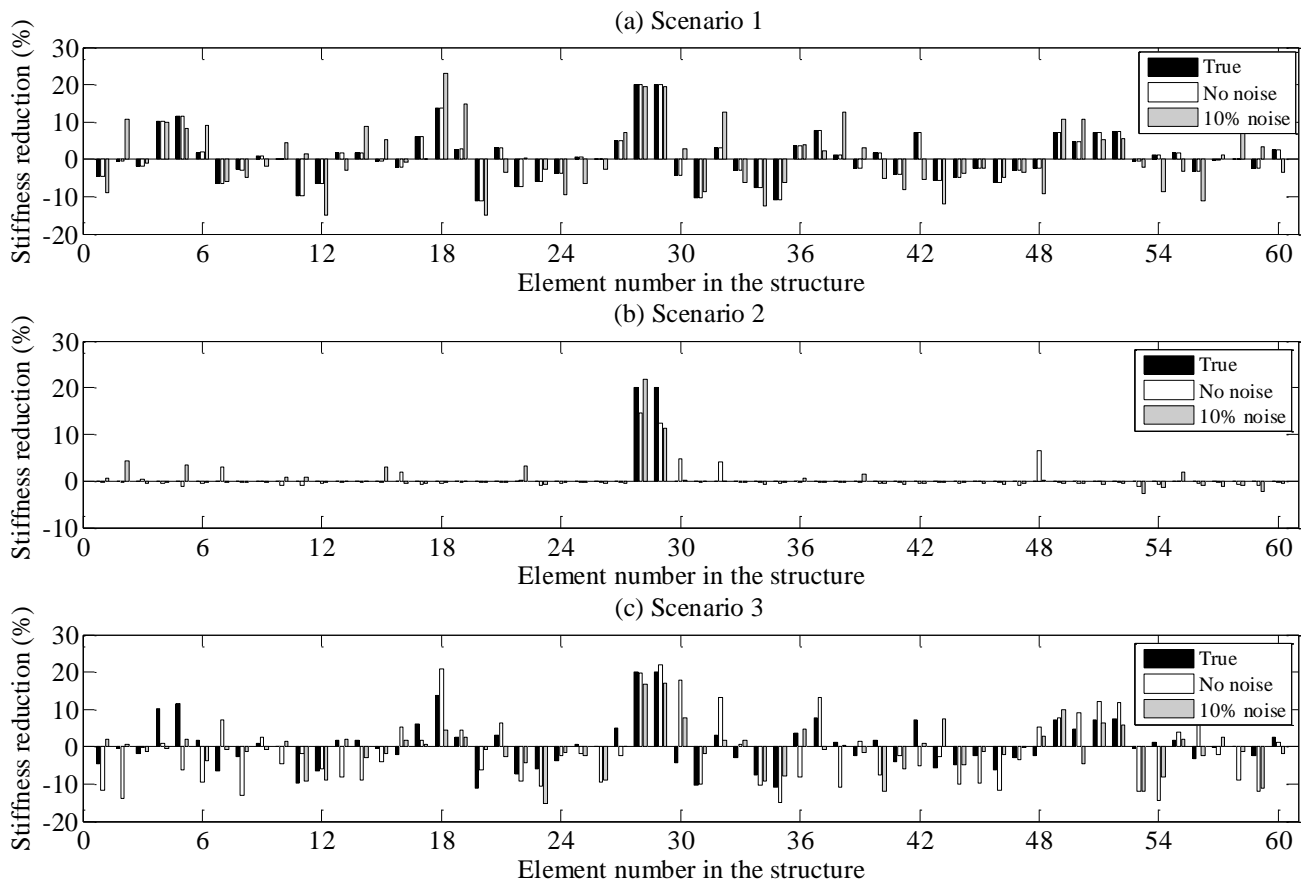 (a) Scenario 1
Stiffness reduction (%)
30
20
10
0
-10
-20
True
No noise
10% noise
0 6 12 18 24 30 36 42 48 54 60
Element number in the structure
(b) Scenario 2
Stiffness reduction (%)
30
20
10
0
-10
True
No noise
10% noise
0 6 12 18 24 30 36 42 48 54 60
Element number in the structure
(c) Scenario 3
Stiffness reduction (%)
30
20
10
0
-10
-20
True
No noise
10% noise
0 6 12 18 24 30 36 42 48 54 60
Element number in the structure